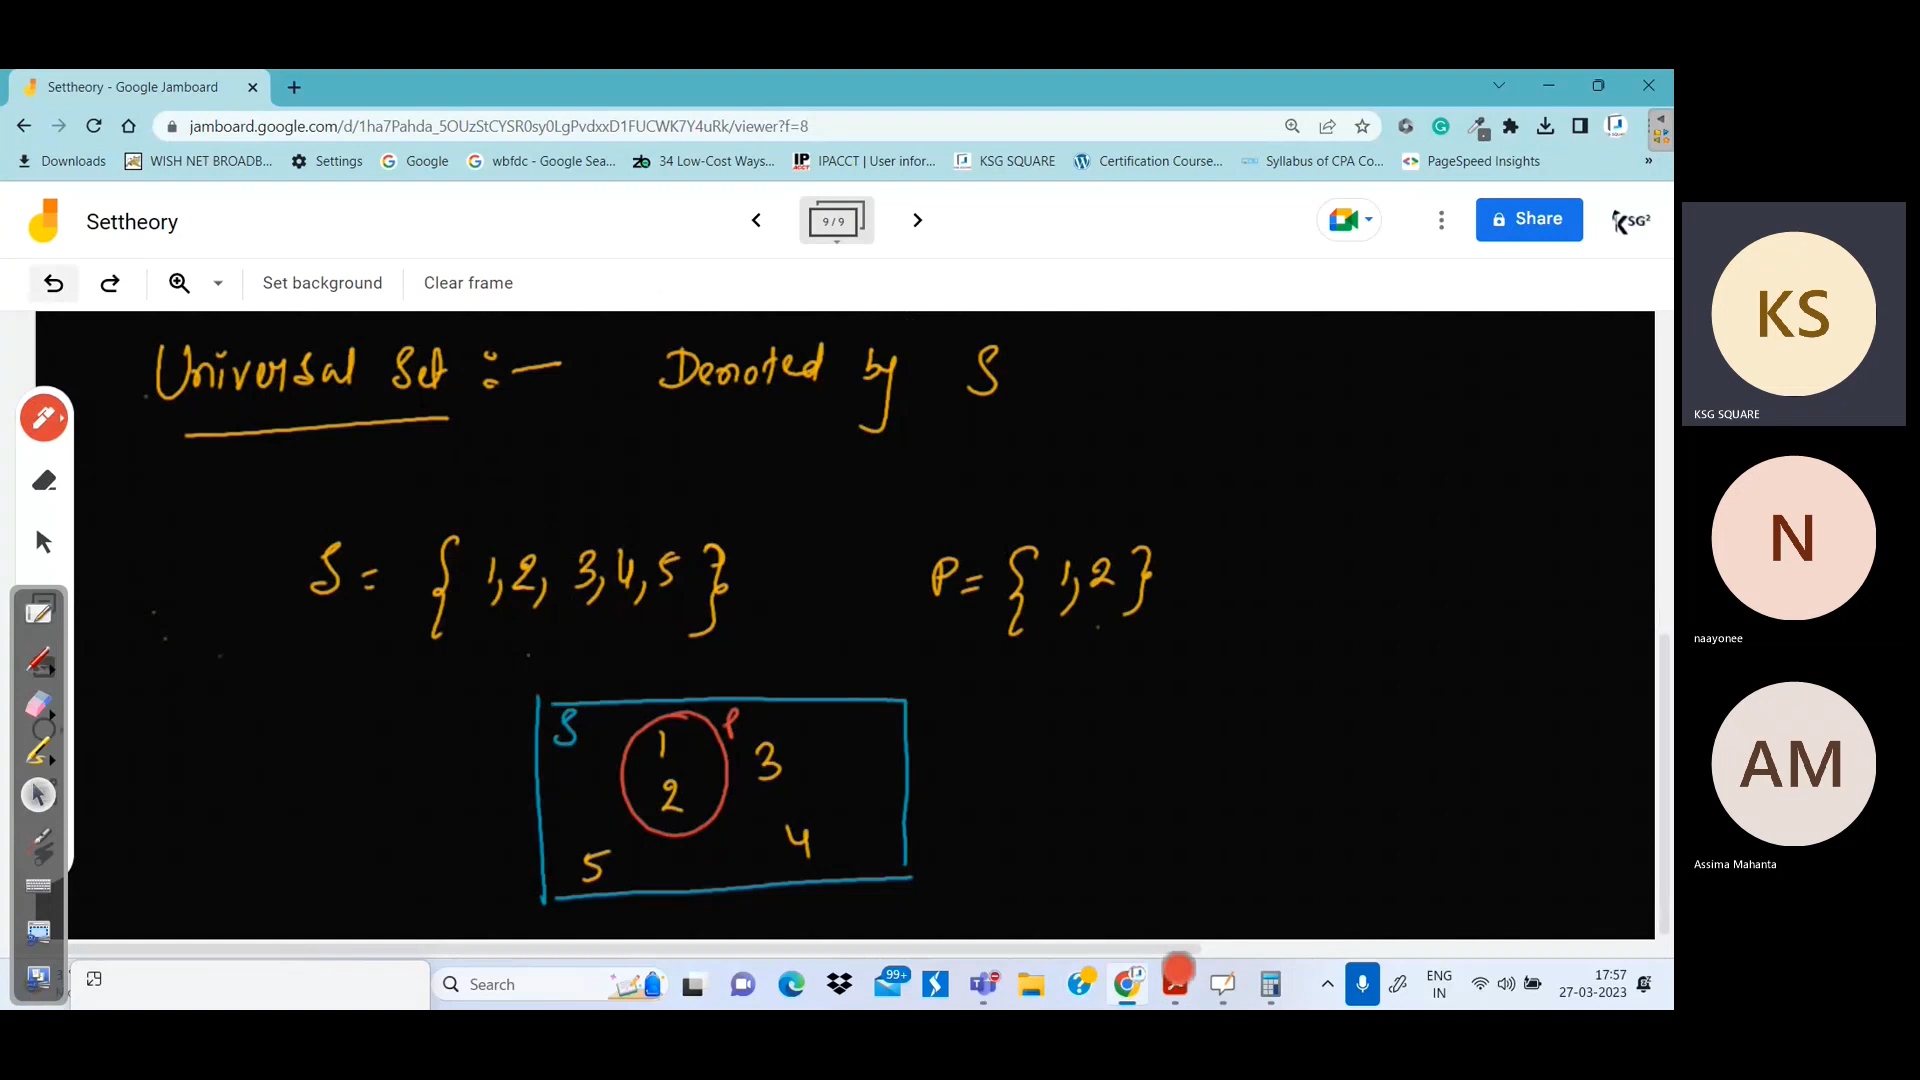 Settheory - Google Jamboard
jamboard.google.com/d/1ha7Pahda_5OUzStCYSR0sy0LgPvdxxD1FUCWK7Y4uRk/viewer?f=8
Downloads WISH NET BROADB... Settings Google wbfdc - Google Sea... 34 Low-Cost Ways... IPACCT | User infor... KSG SQUARE Certification Course... Syllabus of CPA Co... PageSpeed Insights »
Settheory 9 / 9 Share KSG²
Set background Clear frame
Universal Set :- Denoted by S
S = { 1, 2, 3, 4, 5 } P = { 1, 2 }
S 1 P
3
2
4
5
Search 99+ ENG IN 17:57
27-03-2023
KS
KSG SQUARE
N
naayonee
AM
Assima Mahanta